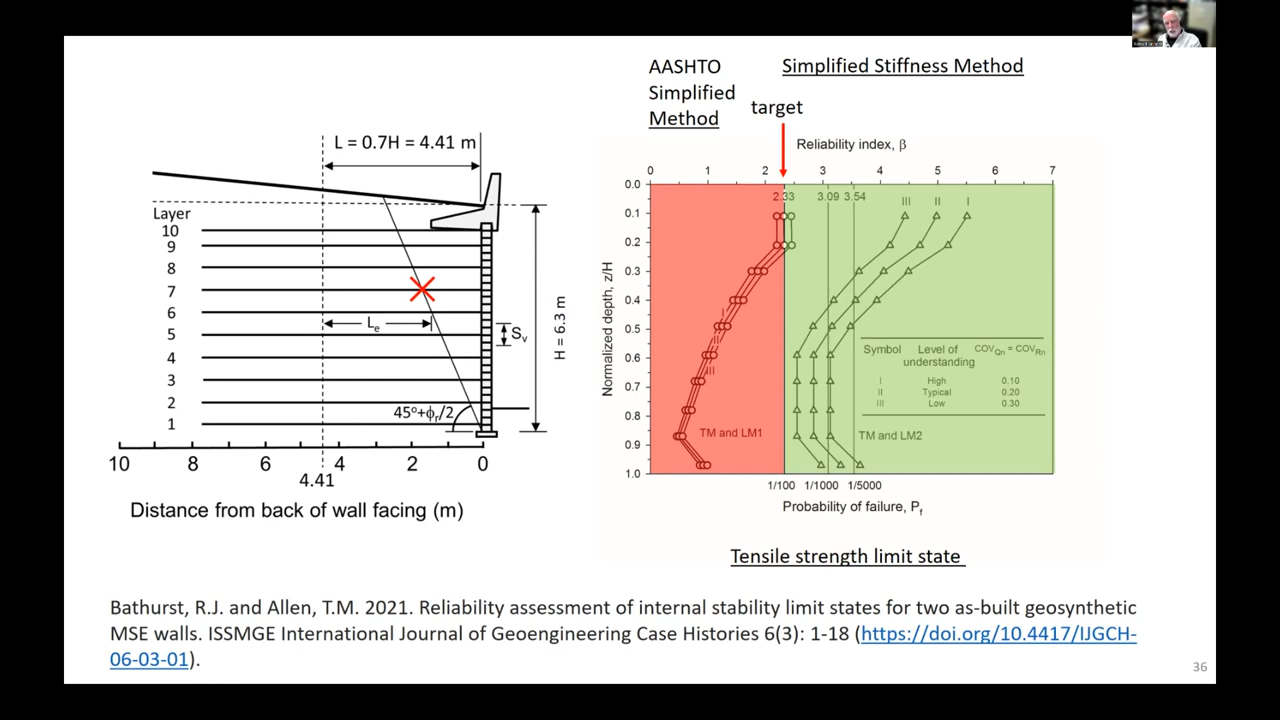 AASHTO
Simplified
Method
Simplified Stiffness Method
target
L = 0.7H = 4.41 m
Layer
10
9
8
7
6
5
4
3
2
1
Lₑ
Sᵥ
H = 6.3 m
45°+ϕᵣ/2
10 8 6 4 2 0
4.41
Distance from back of wall facing (m)
Reliability index, β
0 1 2 3 4 5 6 7
2.33 3.09 3.54
III II I
Normalized depth, z/H
0.0
0.1
0.2
0.3
0.4
0.5
0.6
0.7
0.8
0.9
1.0
I
II
III
Symbol Level of understanding COV_Qn = COV_Rn
I High 0.10
II Typical 0.20
III Low 0.30
TM and LM1
TM and LM2
1/100 1/1000 1/5000
Probability of failure, P_f
Tensile strength limit state
Bathurst, R.J. and Allen, T.M. 2021. Reliability assessment of internal stability limit states for two as-built geosynthetic
MSE walls. ISSMGE International Journal of Geoengineering Case Histories 6(3): 1-18 (https://doi.org/10.4417/IJGCH-
06-03-01).
36